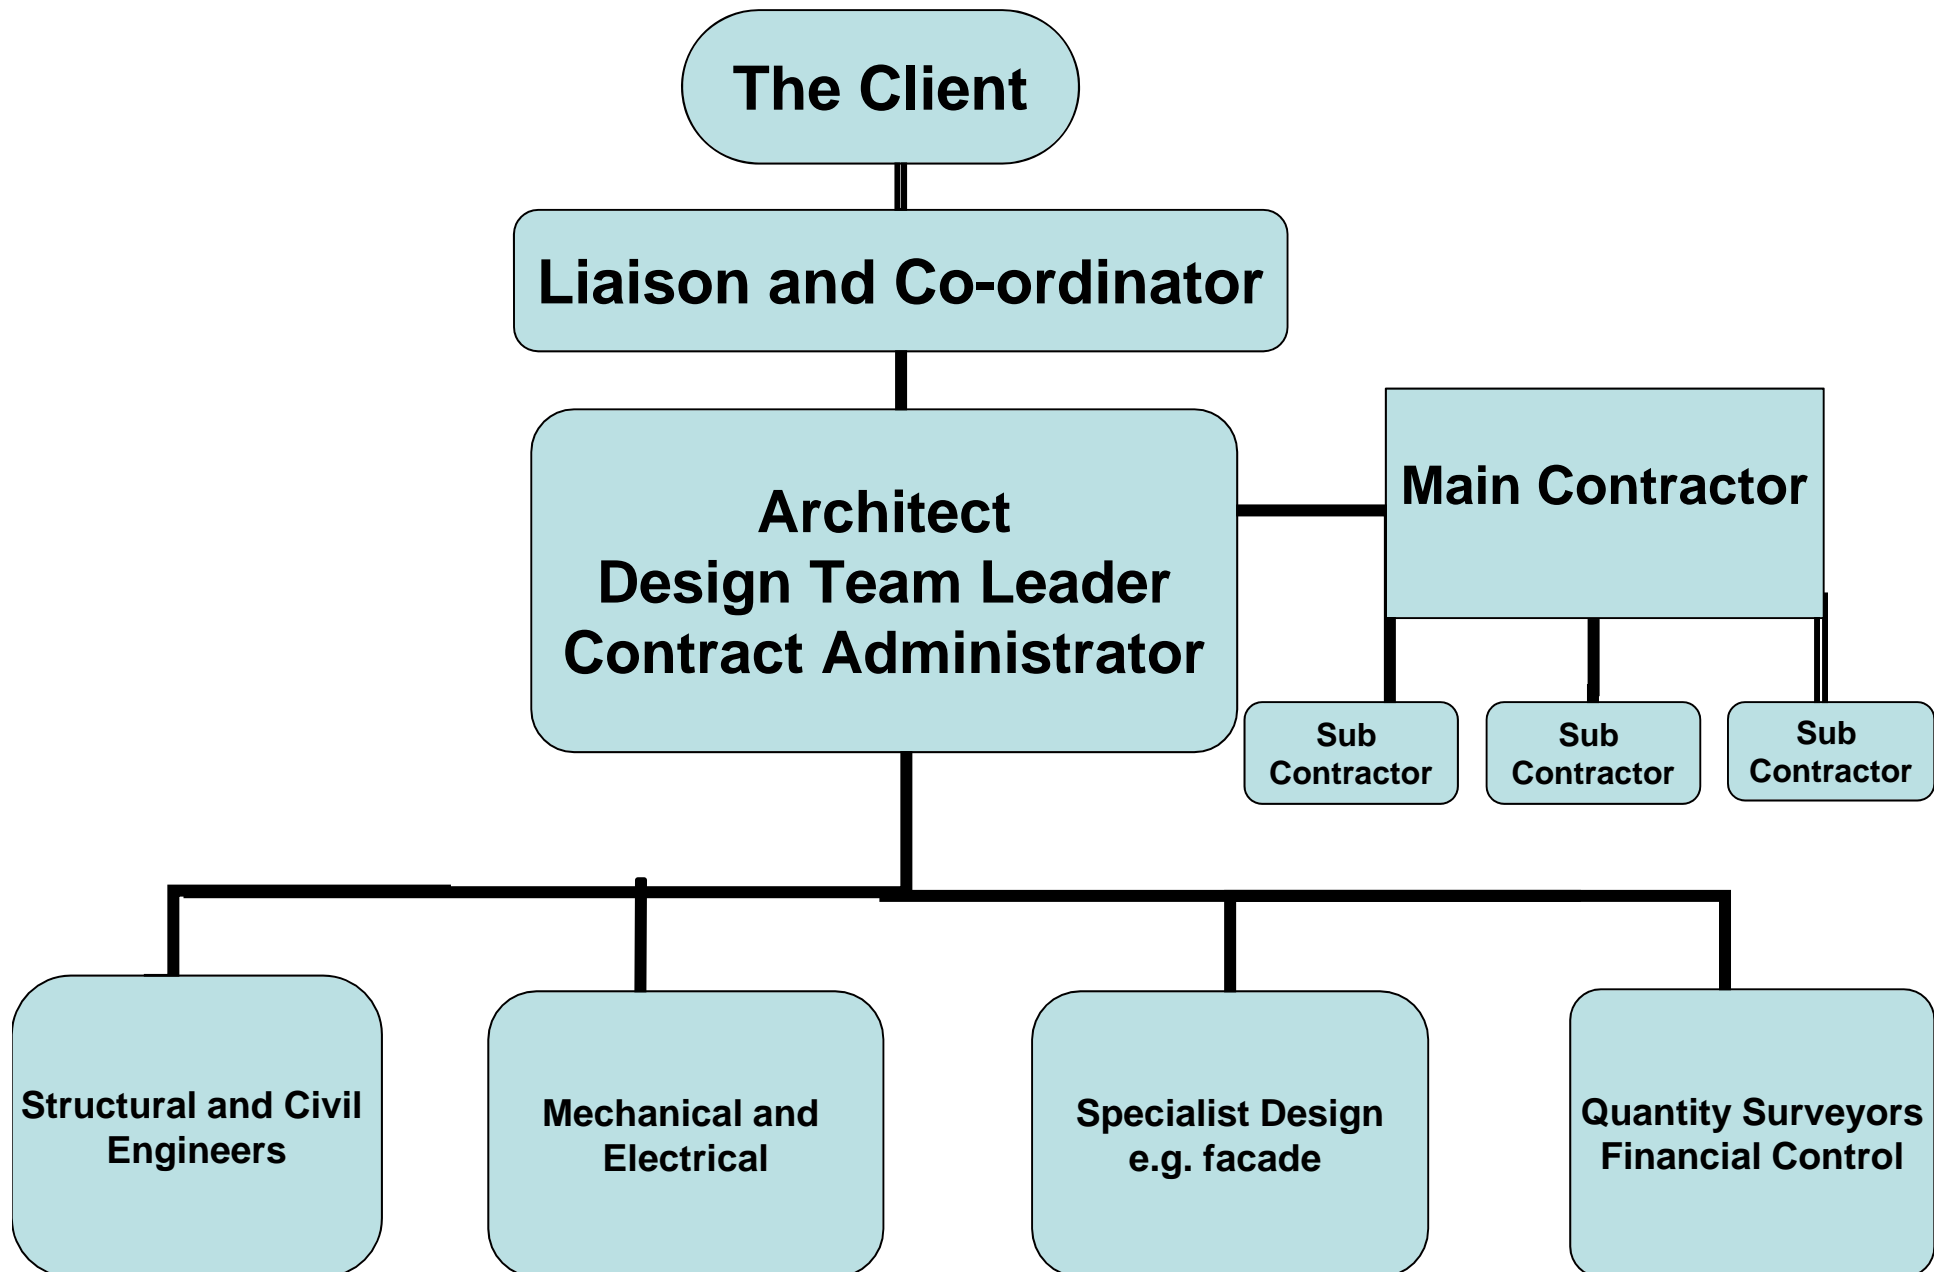 The Client
Liaison and Co-ordinator
Architect
Design Team Leader
Contract Administrator
Main Contractor
Sub
Contractor
Sub
Contractor
Sub
Contractor
Structural and Civil
Engineers
Mechanical and
Electrical
Specialist Design
e.g. facade
Quantity Surveyors
Financial Control